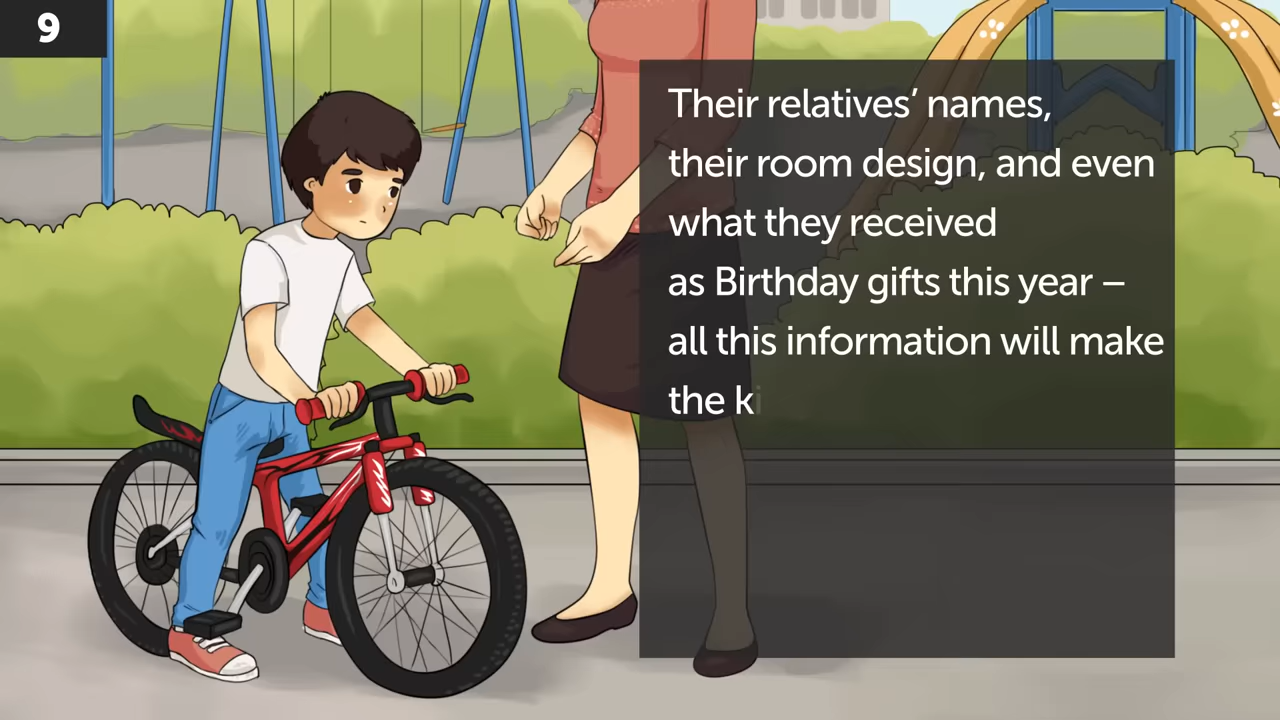 9
Their relatives’ names,
their room design, and even
what they received
as Birthday gifts this year –
all this information will make
the ki